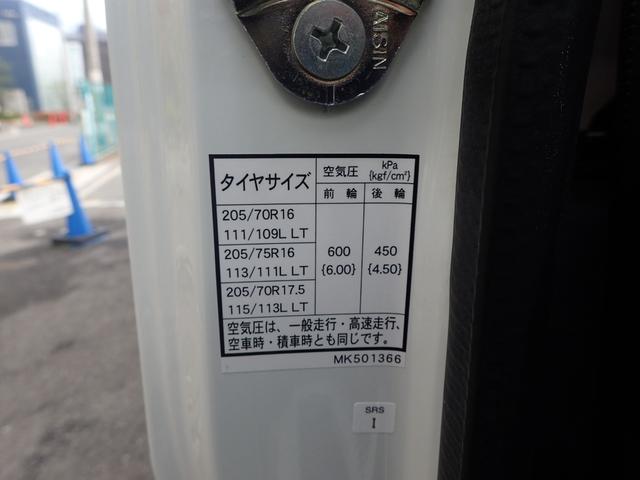 AISIN
タイヤサイズ 空気圧 kPa {kgf/cm²}
前輪 後輪
205/70R16
111/109L LT
205/75R16 600 450
113/111L LT {6.00} {4.50}
205/70R17.5
115/113L LT
空気圧は、一般走行・高速走行、
空車時・積車時とも同じです。
MK501366
SRS
I